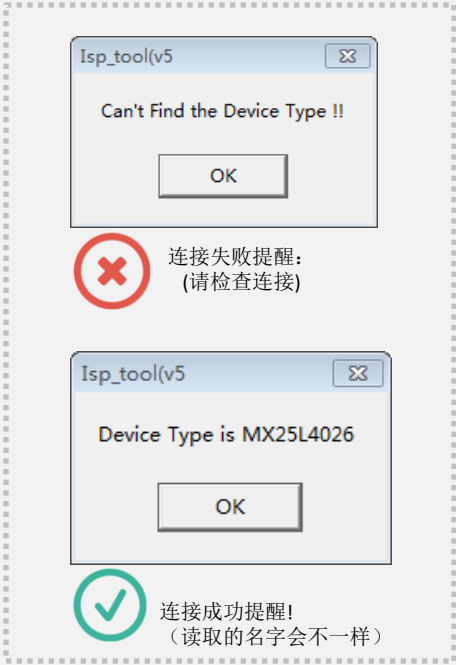 Isp_tool(v5
Can't Find the Device Type !!
OK
连接失败提醒：
(请检查连接)
Isp_tool(v5
Device Type is MX25L4026
OK
连接成功提醒!
（读取的名字会不一样）